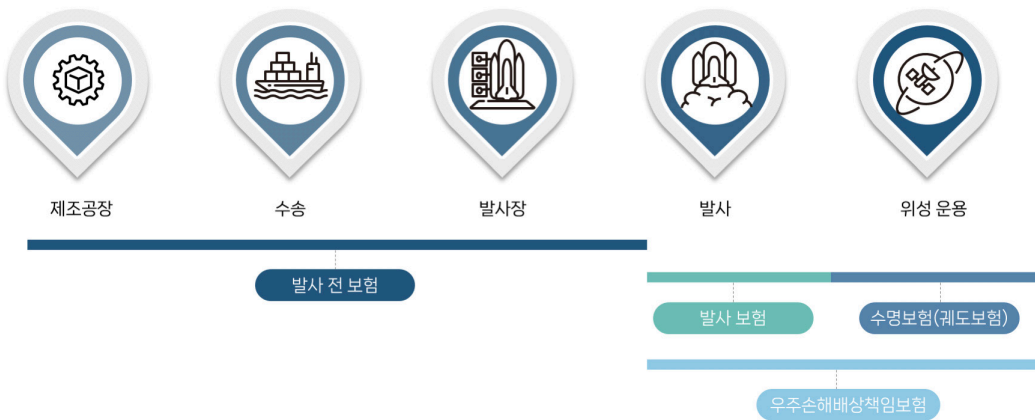 제조공장
수송
발사장
발사
위성 운용
발사 전 보험
발사 보험
수명보험(궤도보험)
우주손해배상책임보험